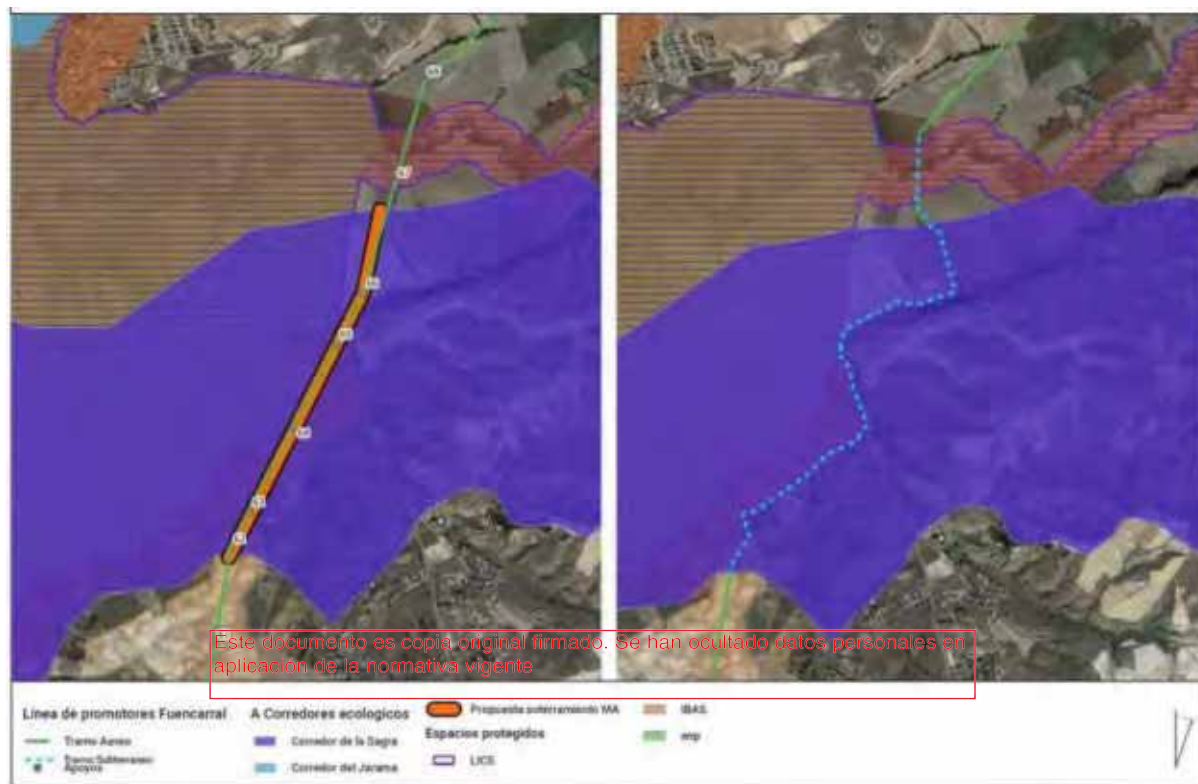 Este documento es copia original firmado. Se han ocultado datos personales en
aplicación de la normativa vigente
Línea de promotores Fuencarral
Tramo Aereo
Tramo Subterraneo
Apoyos
A Corredores ecologicos
Corredor de la Sagra
Corredor del Jarama
Propuesta soterramiento MA
Espacios protegidos
LICS
IBAS
enp